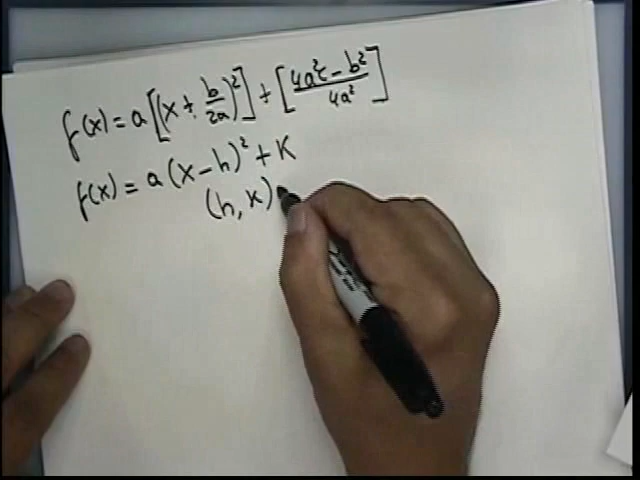 f(x) = a[(x + b/2a)²] + [4a²c - b²/4a²]
f(x) = a(x-h)² + K
(h, K)